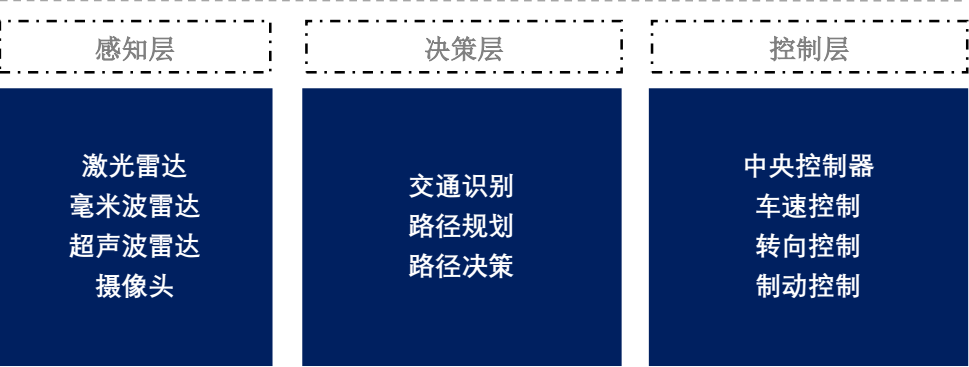 感知层
决策层
控制层
激光雷达
毫米波雷达
超声波雷达
摄像头
交通识别
路径规划
路径决策
中央控制器
车速控制
转向控制
制动控制